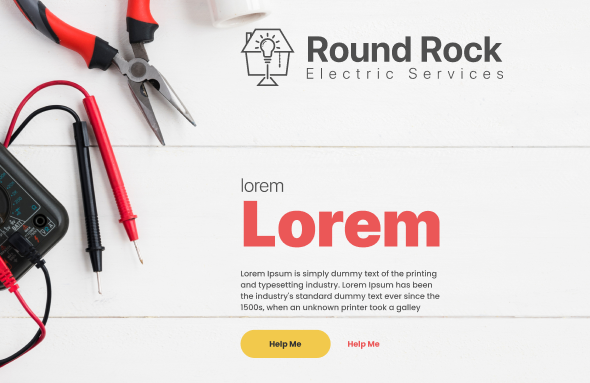 Round Rock
Electric Services
lorem
Lorem
Lorem Ipsum is simply dummy text of the printing
and typesetting industry. Lorem Ipsum has been
the industry's standard dummy text ever since the
1500s, when an unknown printer took a galley
Help Me
Help Me